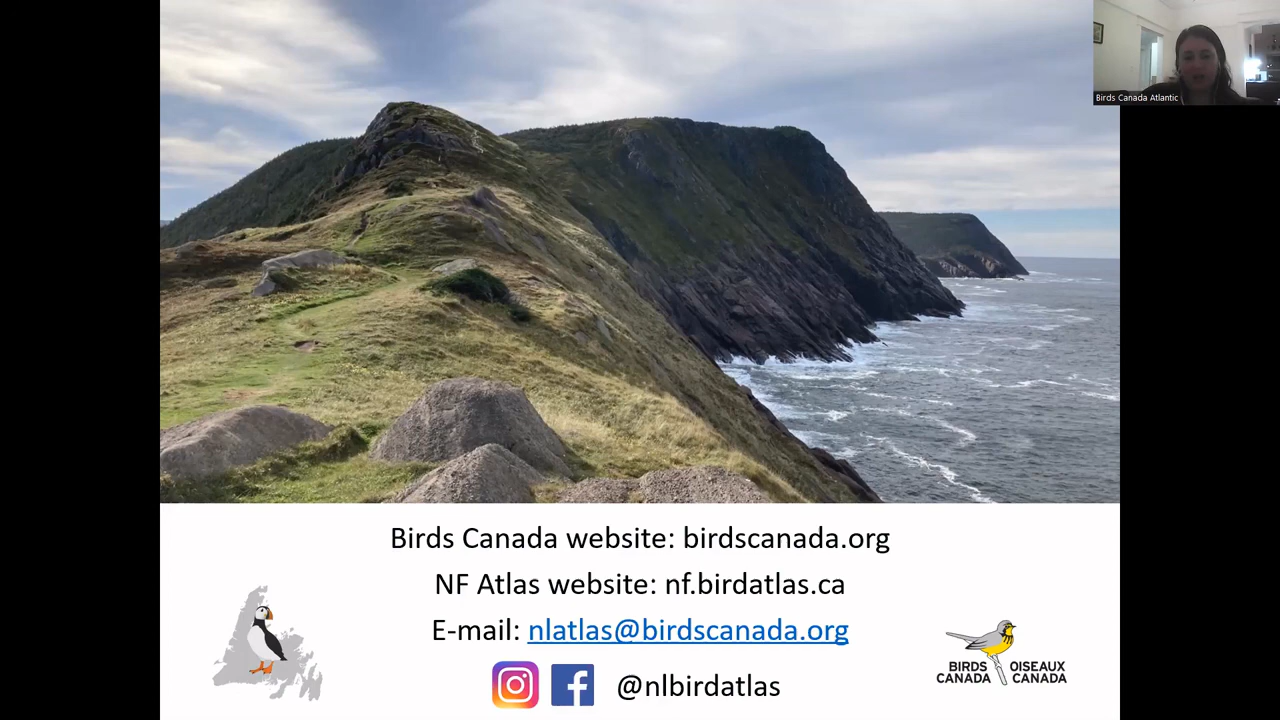 Birds Canada Atlantic
Birds Canada website: birdscanada.org
NF Atlas website: nf.birdatlas.ca
E-mail: nlatlas@birdscanada.org
@nlbirdatlas
BIRDS OISEAUX
CANADA CANADA